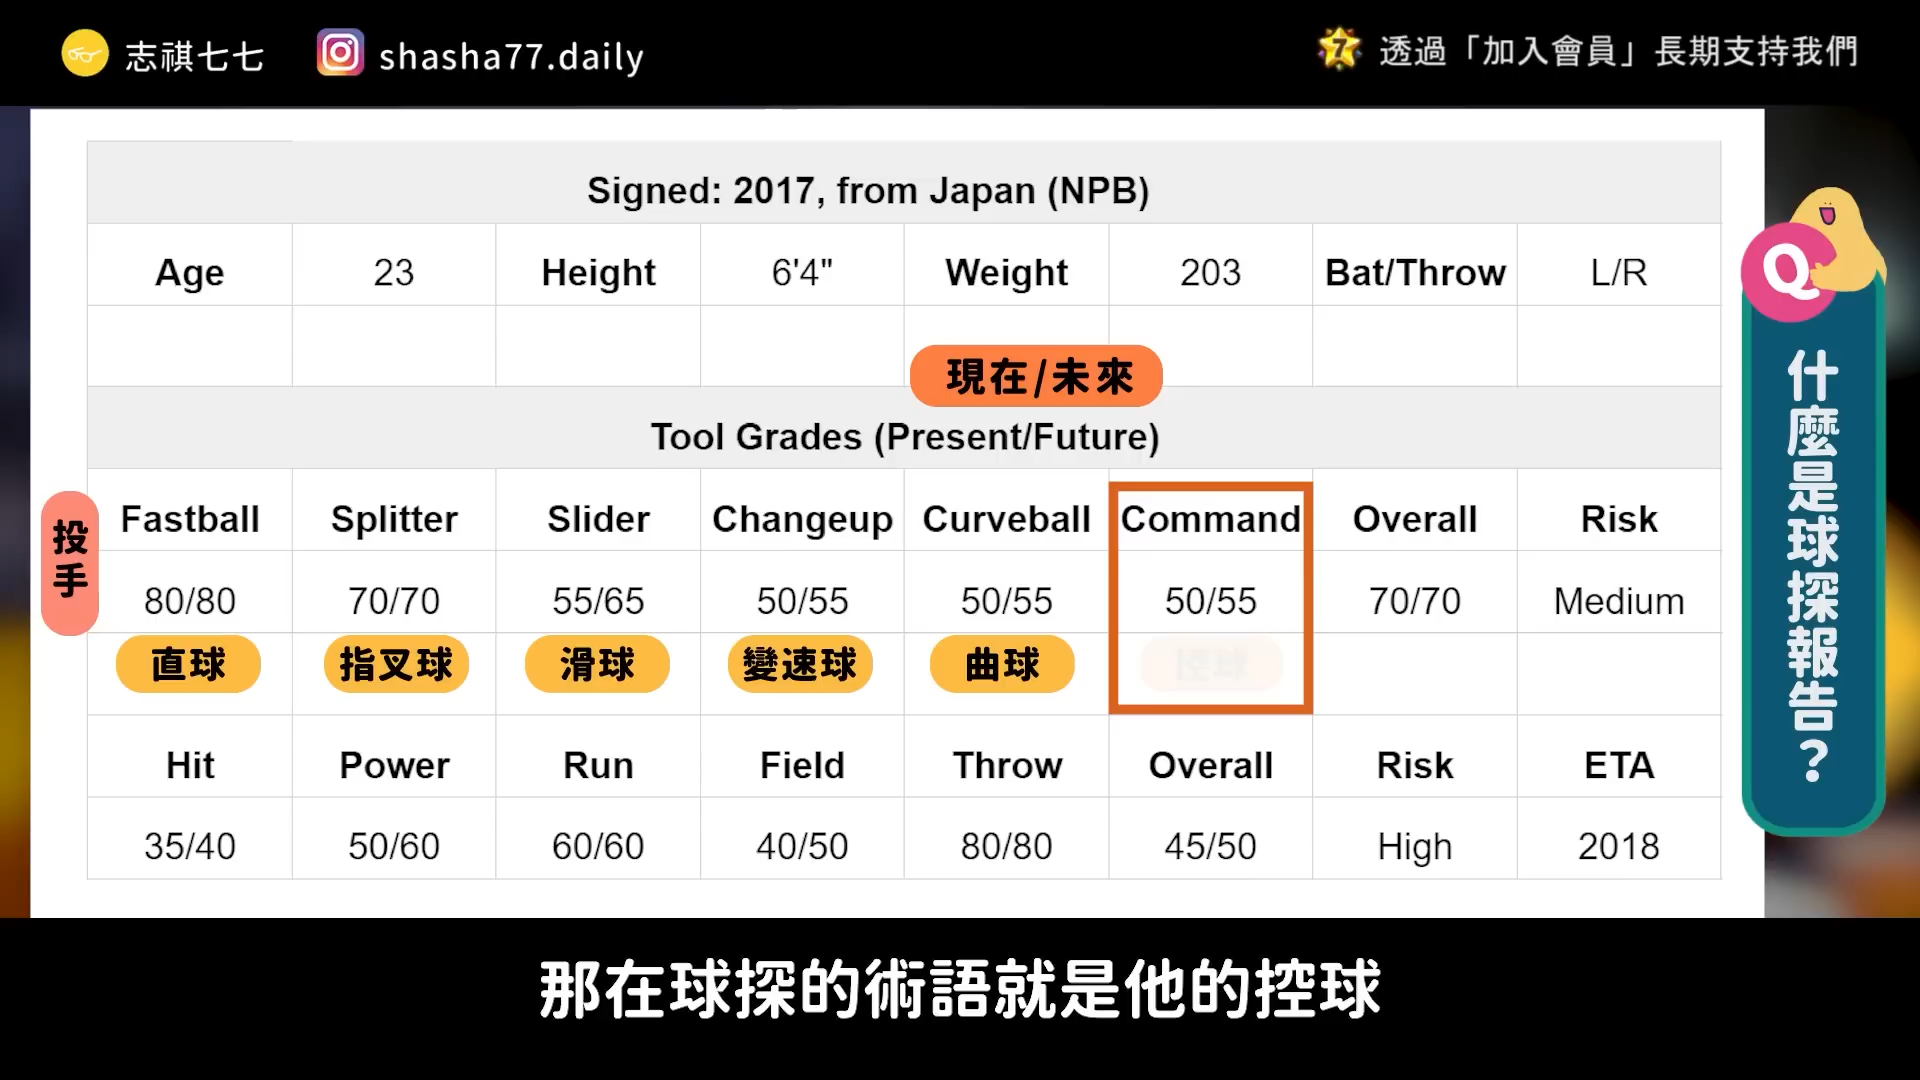 志祺七七 shasha77.daily 透過「加入會員」長期支持我們
Signed: 2017, from Japan (NPB)
Age 23 Height 6'4" Weight 203 Bat/Throw L/R
現在/未來
Tool Grades (Present/Future)
投手
Fastball Splitter Slider Changeup Curveball Command Overall Risk
80/80 70/70 55/65 50/55 50/55 50/55 70/70 Medium
直球 指叉球 滑球 變速球 曲球 控球
Hit Power Run Field Throw Overall Risk ETA
35/40 50/60 60/60 40/50 80/80 45/50 High 2018
Q
什麼是球探報告？
那在球探的術語就是他的控球